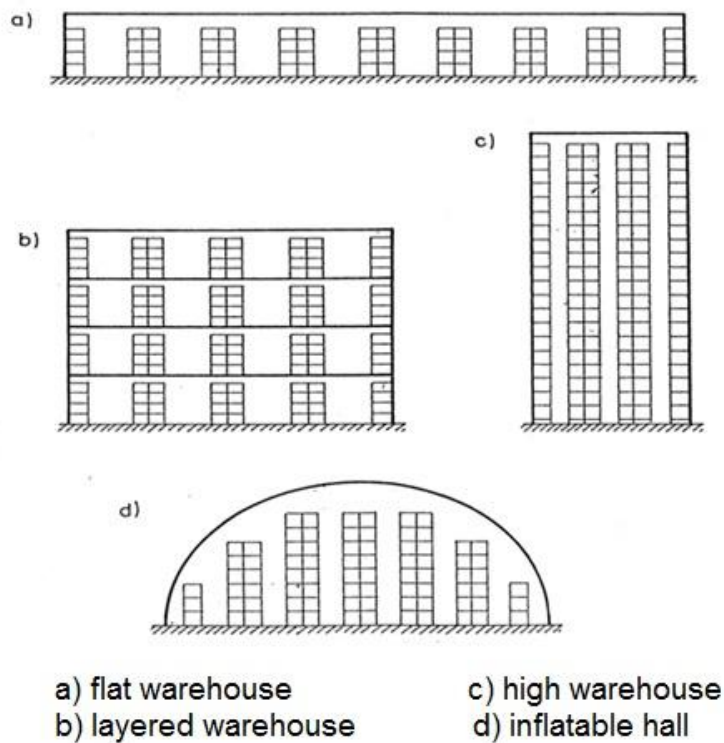 a)
c)
b)
d)
a) flat warehouse
c) high warehouse
b) layered warehouse
d) inflatable hall